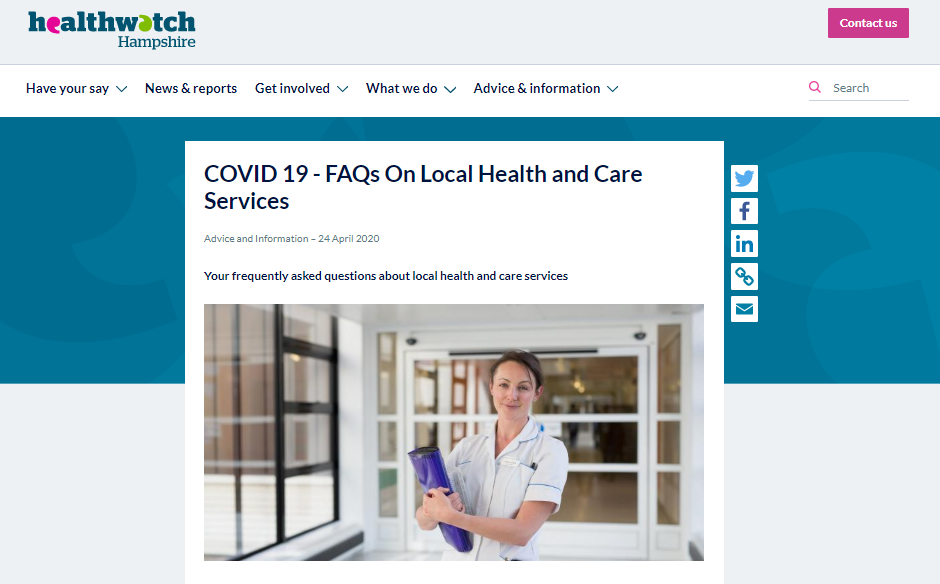 healthwatch
Hampshire
Contact us
Have your say
News & reports
Get involved
What we do
Advice & information
Search
COVID 19 - FAQs On Local Health and Care
Services
Advice and Information – 24 April 2020
Your frequently asked questions about local health and care services